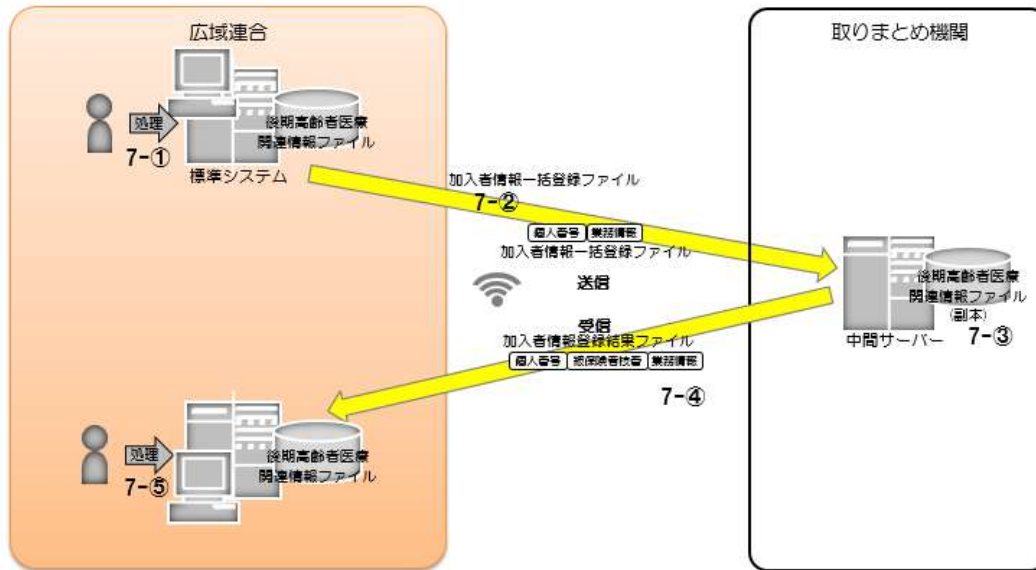 広域連合
処理
7-①
後期高齢者医療
関連情報ファイル
標準システム
加入者情報一括登録ファイル
7-②
個人番号 業務情報
加入者情報一括登録ファイル
送信
受信
加入者情報登録結果ファイル
個人番号 被保険者枝番 業務情報
7-④
取りまとめ機関
後期高齢者医療
関連情報ファイル
(副本)
中間サーバー
7-③
処理
7-⑤
後期高齢者医療
関連情報ファイル